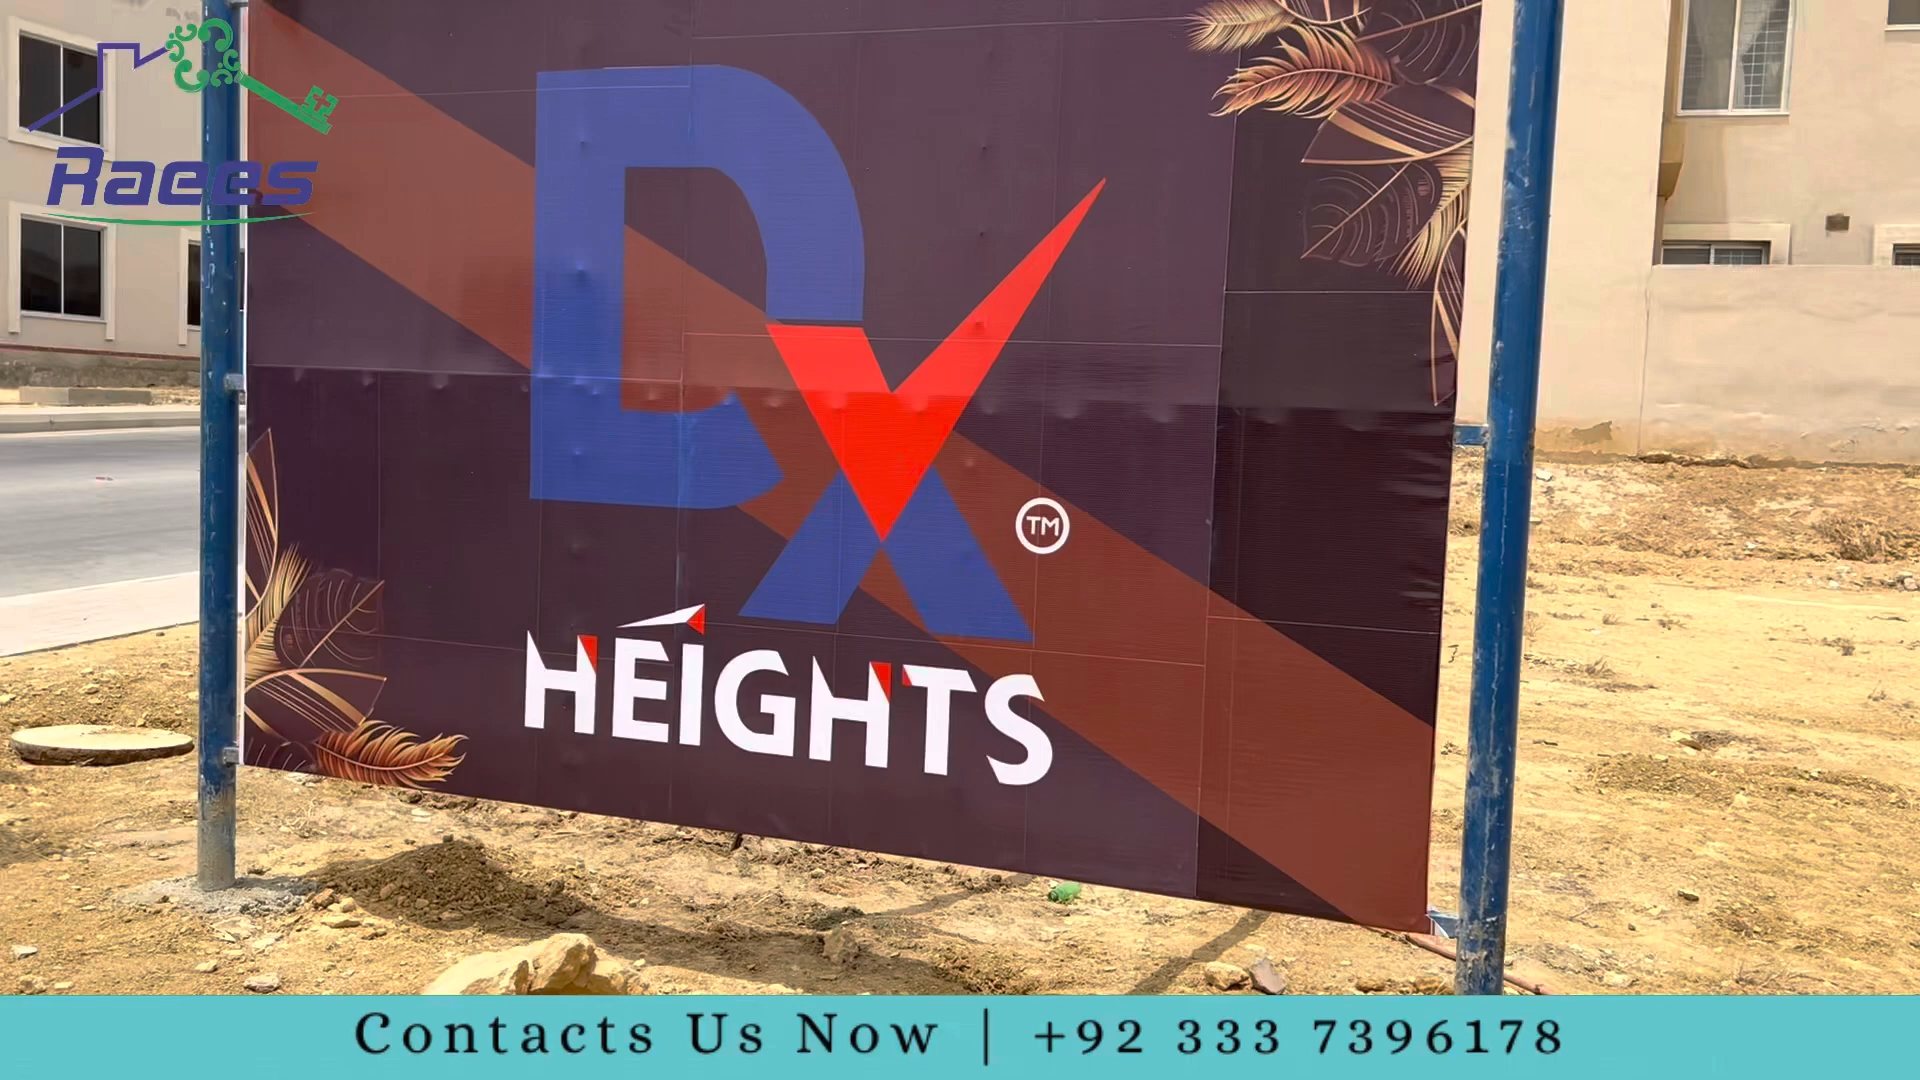 Raees
DX
TM
HEIGHTS
Contacts Us Now | +92 333 7396178